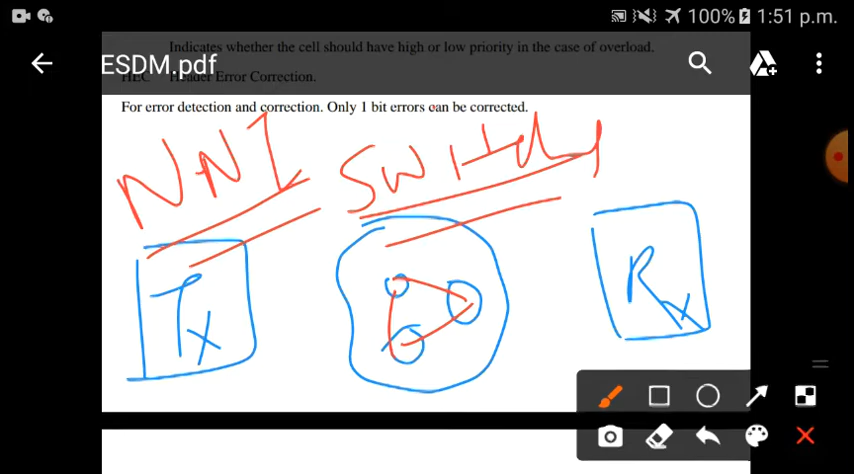 100% 1:51 p.m.
Indicates whether the cell should have high or low priority in the case of overload.
ESDM.pdf
HEC Header Error Correction.
For error detection and correction. Only 1 bit errors can be corrected.
NNI
Tx
Rx